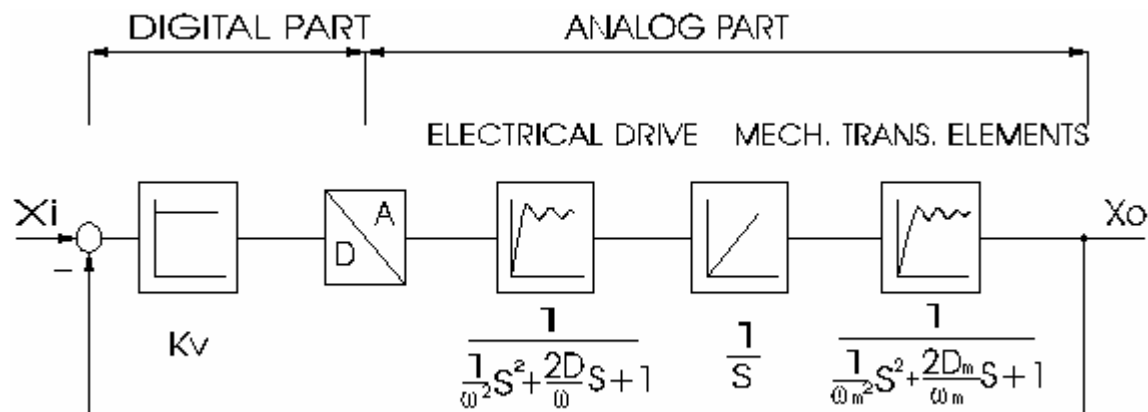 DIGITAL PART ANALOG PART
ELECTRICAL DRIVE MECH. TRANS. ELEMENTS
Xi Xo
A
D
−
Kv
1
1/ω² S² + 2D/ω S + 1
1/S
1
1/ωm² S² + 2Dm/ωm S + 1